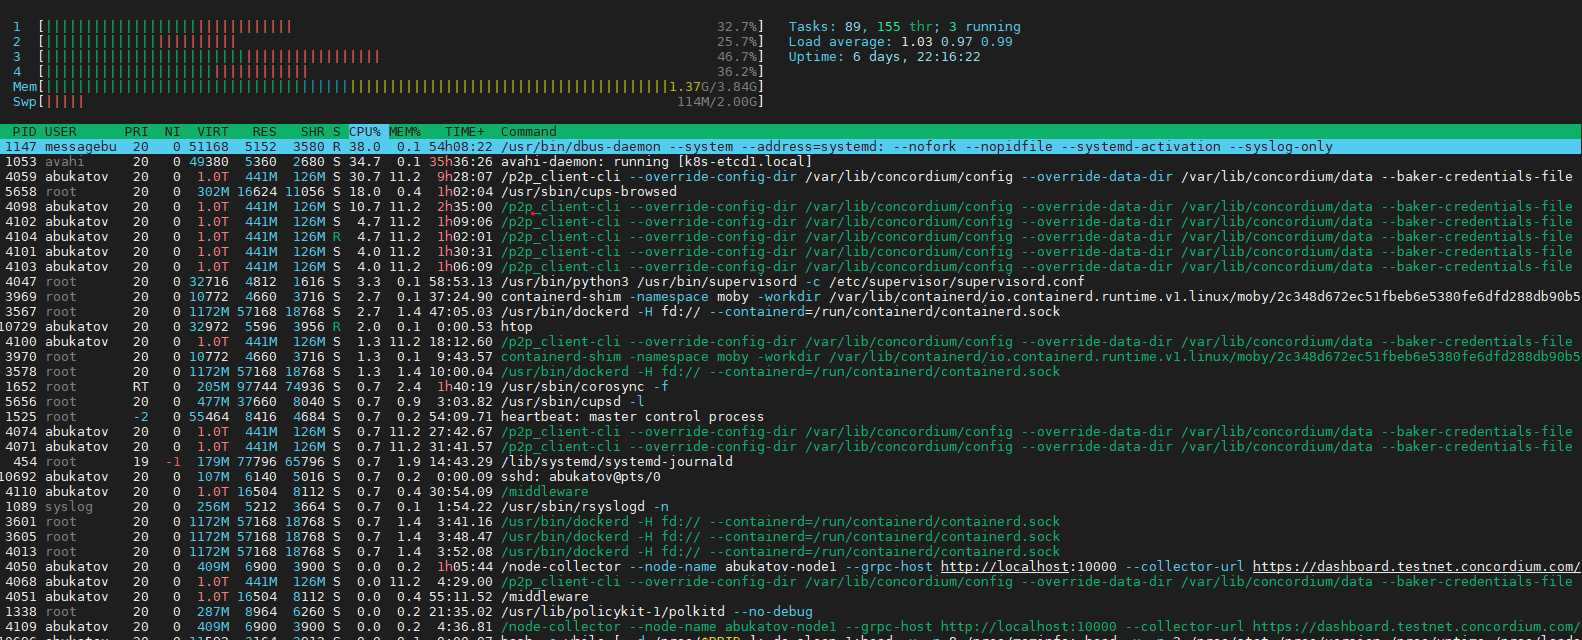 1 [||||||||||||||||||||||||||||||| 32.7%] Tasks: 89, 155 thr; 3 running
2 [|||||||||||||||||||||||| 25.7%] Load average: 1.03 0.97 0.99
3 [|||||||||||||||||||||||||||||||||||||||||| 46.7%] Uptime: 6 days, 22:16:22
4 [||||||||||||||||||||||||||||||||| 36.2%]
Mem[||||||||||||||||||||||||||||||||||||||||||||||||||||||||||||||||||||||||||||||1.37G/3.84G]
Swp[||||| 114M/2.00G]
PID USER PRI NI VIRT RES SHR S CPU% MEM% TIME+ Command
1147 messagebu 20 0 51168 5152 3580 R 38.0 0.1 54h08:22 /usr/bin/dbus-daemon --system --address=systemd: --nofork --nopidfile --systemd-activation --syslog-only
1053 avahi 20 0 49380 5360 2680 S 34.7 0.1 35h36:26 avahi-daemon: running [k8s-etcd1.local]
4059 abukatov 20 0 1.0T 441M 126M S 30.7 11.2 9h28:07 /p2p_client-cli --override-config-dir /var/lib/concordium/config --override-data-dir /var/lib/concordium/data --baker-credentials-file
5658 root 20 0 302M 16624 11056 S 18.0 0.4 1h02:04 /usr/sbin/cups-browsed
4098 abukatov 20 0 1.0T 441M 126M S 10.7 11.2 2h35:00 /p2p_client-cli --override-config-dir /var/lib/concordium/config --override-data-dir /var/lib/concordium/data --baker-credentials-file
4102 abukatov 20 0 1.0T 441M 126M S 4.7 11.2 1h09:06 /p2p_client-cli --override-config-dir /var/lib/concordium/config --override-data-dir /var/lib/concordium/data --baker-credentials-file
4104 abukatov 20 0 1.0T 441M 126M R 4.7 11.2 1h02:01 /p2p_client-cli --override-config-dir /var/lib/concordium/config --override-data-dir /var/lib/concordium/data --baker-credentials-file
4101 abukatov 20 0 1.0T 441M 126M S 4.0 11.2 1h30:31 /p2p_client-cli --override-config-dir /var/lib/concordium/config --override-data-dir /var/lib/concordium/data --baker-credentials-file
4103 abukatov 20 0 1.0T 441M 126M S 4.0 11.2 1h06:09 /p2p_client-cli --override-config-dir /var/lib/concordium/config --override-data-dir /var/lib/concordium/data --baker-credentials-file
4047 root 20 0 32716 4812 1616 S 3.3 0.1 58:53.13 /usr/bin/python3 /usr/bin/supervisord -c /etc/supervisor/supervisord.conf
3969 root 20 0 10772 4660 3716 S 2.7 0.1 37:24.90 containerd-shim -namespace moby -workdir /var/lib/containerd/io.containerd.runtime.v1.linux/moby/2c348d672ec51fbeb6e5380fe6dfd288db90b5
3567 root 20 0 1172M 57168 18768 S 2.7 1.4 47:05.03 /usr/bin/dockerd -H fd:// --containerd=/run/containerd/containerd.sock
10729 abukatov 20 0 32972 5596 3956 R 2.0 0.1 0:00.53 htop
4100 abukatov 20 0 1.0T 441M 126M S 1.3 11.2 18:12.60 /p2p_client-cli --override-config-dir /var/lib/concordium/config --override-data-dir /var/lib/concordium/data --baker-credentials-file
3970 root 20 0 10772 4660 3716 S 1.3 0.1 9:43.57 containerd-shim -namespace moby -workdir /var/lib/containerd/io.containerd.runtime.v1.linux/moby/2c348d672ec51fbeb6e5380fe6dfd288db90b5
3578 root 20 0 1172M 57168 18768 S 1.3 1.4 10:00.04 /usr/bin/dockerd -H fd:// --containerd=/run/containerd/containerd.sock
1652 root RT 0 205M 97744 74936 S 0.7 2.4 1h40:19 /usr/sbin/corosync -f
5656 root 20 0 477M 37660 8040 S 0.7 0.9 3:03.82 /usr/sbin/cupsd -l
1525 root -2 0 55464 8416 4684 S 0.7 0.2 54:09.71 heartbeat: master control process
4074 abukatov 20 0 1.0T 441M 126M S 0.7 11.2 27:42.67 /p2p_client-cli --override-config-dir /var/lib/concordium/config --override-data-dir /var/lib/concordium/data --baker-credentials-file
4071 abukatov 20 0 1.0T 441M 126M S 0.7 11.2 31:41.57 /p2p_client-cli --override-config-dir /var/lib/concordium/config --override-data-dir /var/lib/concordium/data --baker-credentials-file
454 root 19 -1 179M 77796 65796 S 0.7 1.9 14:43.29 /lib/systemd/systemd-journald
10692 abukatov 20 0 107M 6140 5016 S 0.7 0.2 0:00.09 sshd: abukatov@pts/0
4110 abukatov 20 0 1.0T 16504 8112 S 0.7 0.4 30:54.09 /middleware
1089 syslog 20 0 256M 5212 3664 S 0.7 0.1 1:54.22 /usr/sbin/rsyslogd -n
3601 root 20 0 1172M 57168 18768 S 0.7 1.4 3:41.16 /usr/bin/dockerd -H fd:// --containerd=/run/containerd/containerd.sock
3605 root 20 0 1172M 57168 18768 S 0.7 1.4 3:48.47 /usr/bin/dockerd -H fd:// --containerd=/run/containerd/containerd.sock
4013 root 20 0 1172M 57168 18768 S 0.7 1.4 3:52.08 /usr/bin/dockerd -H fd:// --containerd=/run/containerd/containerd.sock
4050 abukatov 20 0 409M 6900 3900 S 0.0 0.2 1h05:44 /node-collector --node-name abukatov-node1 --grpc-host http://localhost:10000 --collector-url https://dashboard.testnet.concordium.com/
4068 abukatov 20 0 1.0T 441M 126M S 0.0 11.2 4:29.00 /p2p_client-cli --override-config-dir /var/lib/concordium/config --override-data-dir /var/lib/concordium/data --baker-credentials-file
4051 abukatov 20 0 1.0T 16504 8112 S 0.0 0.4 55:11.52 /middleware
1338 root 20 0 287M 8964 6260 S 0.0 0.2 21:35.02 /usr/lib/policykit-1/polkitd --no-debug
4109 abukatov 20 0 409M 6900 3900 S 0.0 0.2 4:36.81 /node-collector --node-name abukatov-node1 --grpc-host http://localhost:10000 --collector-url https://dashboard.testnet.concordium.com/